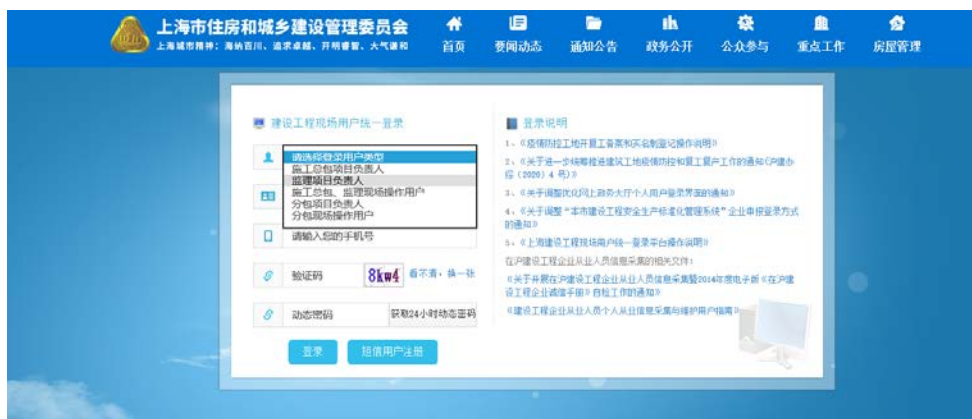 上海市住房和城乡建设管理委员会
上海城市精神：海纳百川、追求卓越、开明睿智、大气谦和
首页 要闻动态 通知公告 政务公开 公众参与 重点工作 房屋管理
建设工程现场用户统一登录
请选择登录用户类型
施工总包项目负责人
监理项目负责人
施工总包、监理现场操作用户
分包项目负责人
分包现场操作用户
请输入您的手机号
验证码 8kw4 看不清，换一张
动态密码 获取24小时动态密码
登录 短信用户注册
登录说明
1、《疫情防控工地开复工备案和实名制登记操作说明》
2、《关于进一步统筹推进建筑工地疫情防控和复工复产工作的通知(沪建办
综（2020）4 号)》
3、《关于调整优化网上政务大厅个人用户登录界面的通知》
4、《关于调整“本市建设工程安全生产标准化管理系统”企业申报登录方式
的通知》
5、《上海建设工程现场用户统一登录平台操作说明》
在沪建设工程企业从业人员信息采集的相关文件：
《关于开展在沪建设工程企业从业人员信息采集暨2014年度电子版《在沪建
设工程企业诚信手册》自检工作的通知》
《建设工程企业从业人员个人从业信息采集与维护用户指南》